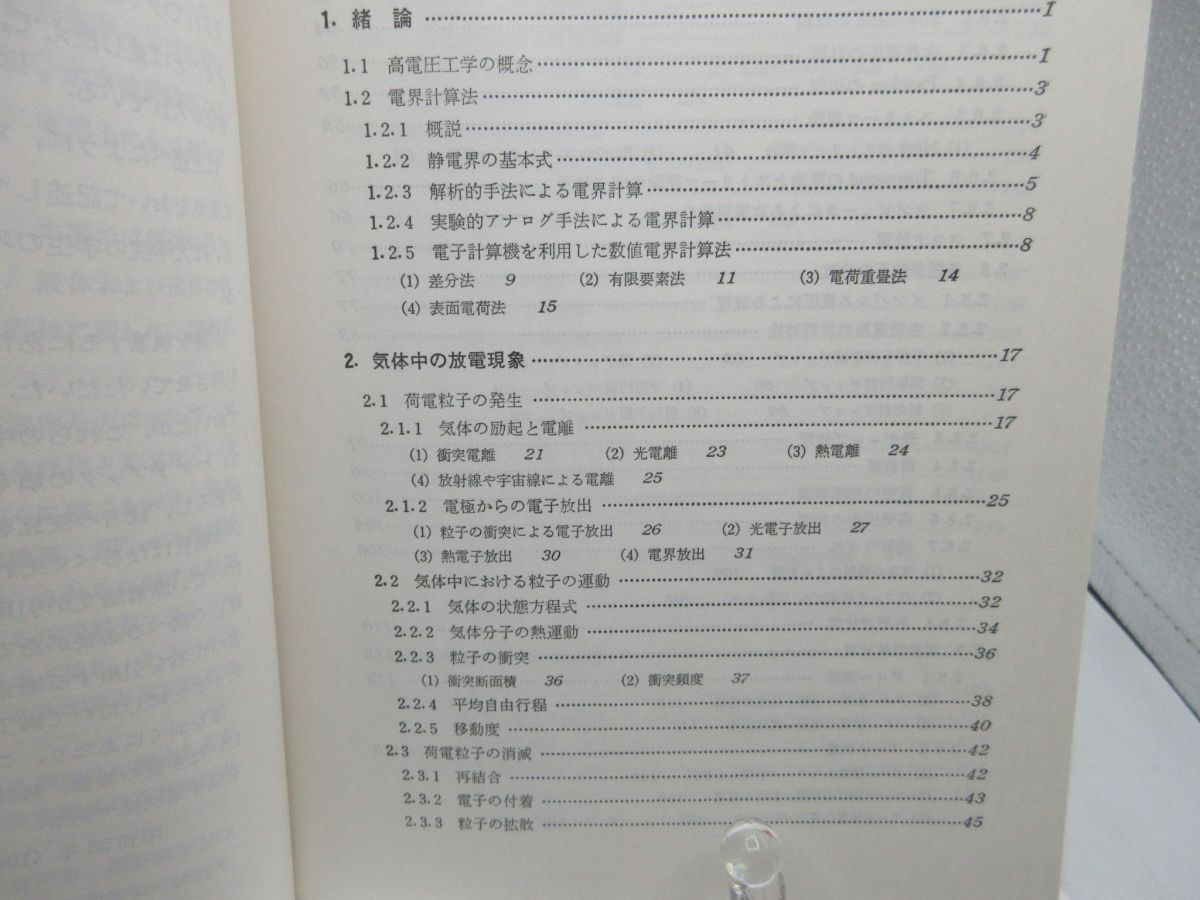 1. 緒論 …… 1
1.1 高電圧工学の概念 …… 1
1.2 電界計算法 …… 3
1.2.1 概説 …… 3
1.2.2 静電界の基本式 …… 4
1.2.3 解析的手法による電界計算 …… 5
1.2.4 実験的アナログ手法による電界計算 …… 8
1.2.5 電子計算機を利用した数値電界計算法 …… 8
(1) 差分法 9 (2) 有限要素法 11 (3) 電荷重畳法 14
(4) 表面電荷法 15
2. 気体中の放電現象 …… 17
2.1 荷電粒子の発生 …… 17
2.1.1 気体の励起と電離 …… 17
(1) 衝突電離 21 (2) 光電離 23 (3) 熱電離 24
(4) 放射線や宇宙線による電離 25
2.1.2 電極からの電子放出 …… 25
(1) 粒子の衝突による電子放出 26 (2) 光電子放出 27
(3) 熱電子放出 30 (4) 電界放出 31
2.2 気体中における粒子の運動 …… 32
2.2.1 気体の状態方程式 …… 32
2.2.2 気体分子の熱運動 …… 34
2.2.3 粒子の衝突 …… 36
(1) 衝突断面積 36 (2) 衝突頻度 37
2.2.4 平均自由行程 …… 38
2.2.5 移動度 …… 40
2.3 荷電粒子の消滅 …… 42
2.3.1 再結合 …… 42
2.3.2 電子の付着 …… 43
2.3.3 粒子の拡散 …… 45